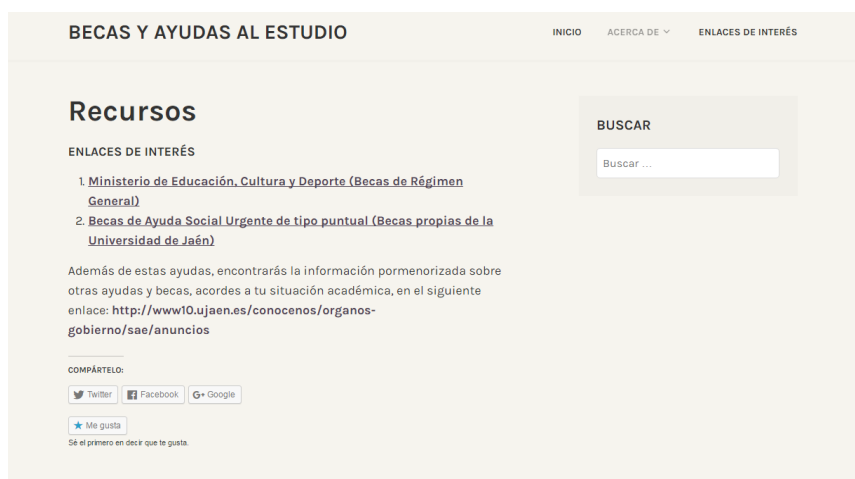 BECAS Y AYUDAS AL ESTUDIO
INICIO ACERCA DE ENLACES DE INTERÉS
Recursos
ENLACES DE INTERÉS
1. Ministerio de Educación, Cultura y Deporte (Becas de Régimen
General)
2. Becas de Ayuda Social Urgente de tipo puntual (Becas propias de la
Universidad de Jaén)
Además de estas ayudas, encontrarás la información pormenorizada sobre
otras ayudas y becas, acordes a tu situación académica, en el siguiente
enlace: http://www10.ujaen.es/conocenos/organos-
gobierno/sae/anuncios
COMPÁRTELO:
Twitter Facebook G+ Google
Me gusta
Sé el primero en decir que te gusta.
BUSCAR
Buscar …